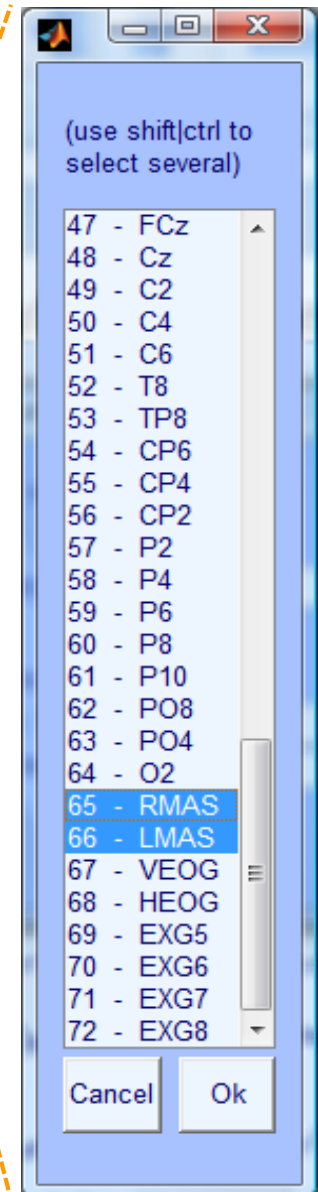 (use shift|ctrl to
select several)
47 - FCz
48 - Cz
49 - C2
50 - C4
51 - C6
52 - T8
53 - TP8
54 - CP6
55 - CP4
56 - CP2
57 - P2
58 - P4
59 - P6
60 - P8
61 - P10
62 - PO8
63 - PO4
64 - O2
65 - RMAS
66 - LMAS
67 - VEOG
68 - HEOG
69 - EXG5
70 - EXG6
71 - EXG7
72 - EXG8
Cancel Ok